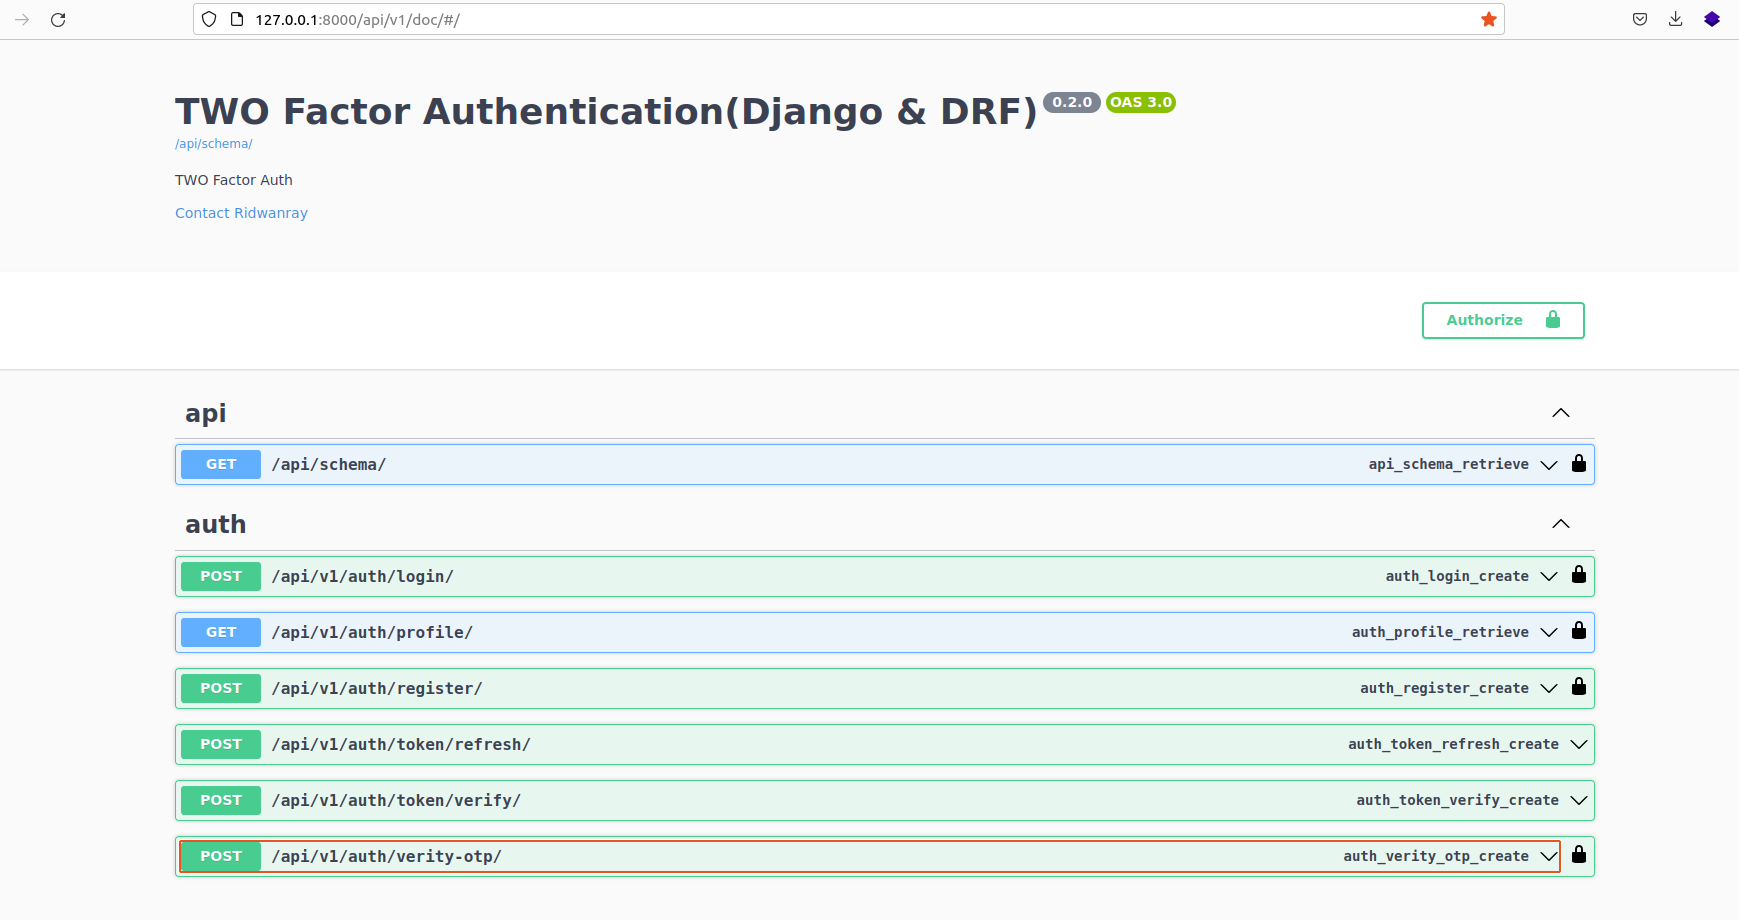 127.0.0.1:8000/api/v1/doc/#/
TWO Factor Authentication(Django & DRF) 0.2.0 OAS 3.0
/api/schema/
TWO Factor Auth
Contact Ridwanray
Authorize
api
GET /api/schema/ api_schema_retrieve
auth
POST /api/v1/auth/login/ auth_login_create
GET /api/v1/auth/profile/ auth_profile_retrieve
POST /api/v1/auth/register/ auth_register_create
POST /api/v1/auth/token/refresh/ auth_token_refresh_create
POST /api/v1/auth/token/verify/ auth_token_verify_create
POST /api/v1/auth/verity-otp/ auth_verity_otp_create